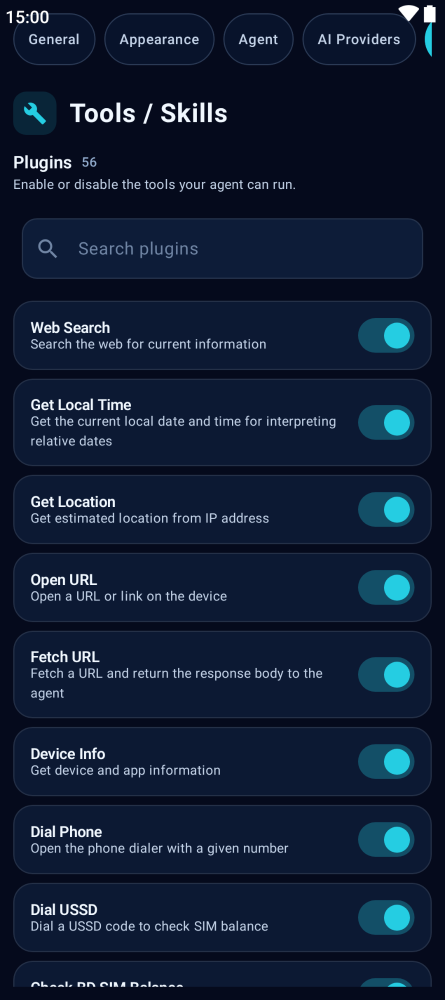 15:00
General
Appearance
Agent
AI Providers
Tools / Skills
Plugins 56
Enable or disable the tools your agent can run.
Search plugins
Web Search
Search the web for current information
Get Local Time
Get the current local date and time for interpreting
relative dates
Get Location
Get estimated location from IP address
Open URL
Open a URL or link on the device
Fetch URL
Fetch a URL and return the response body to the
agent
Device Info
Get device and app information
Dial Phone
Open the phone dialer with a given number
Dial USSD
Dial a USSD code to check SIM balance
Check BD SIM Balance